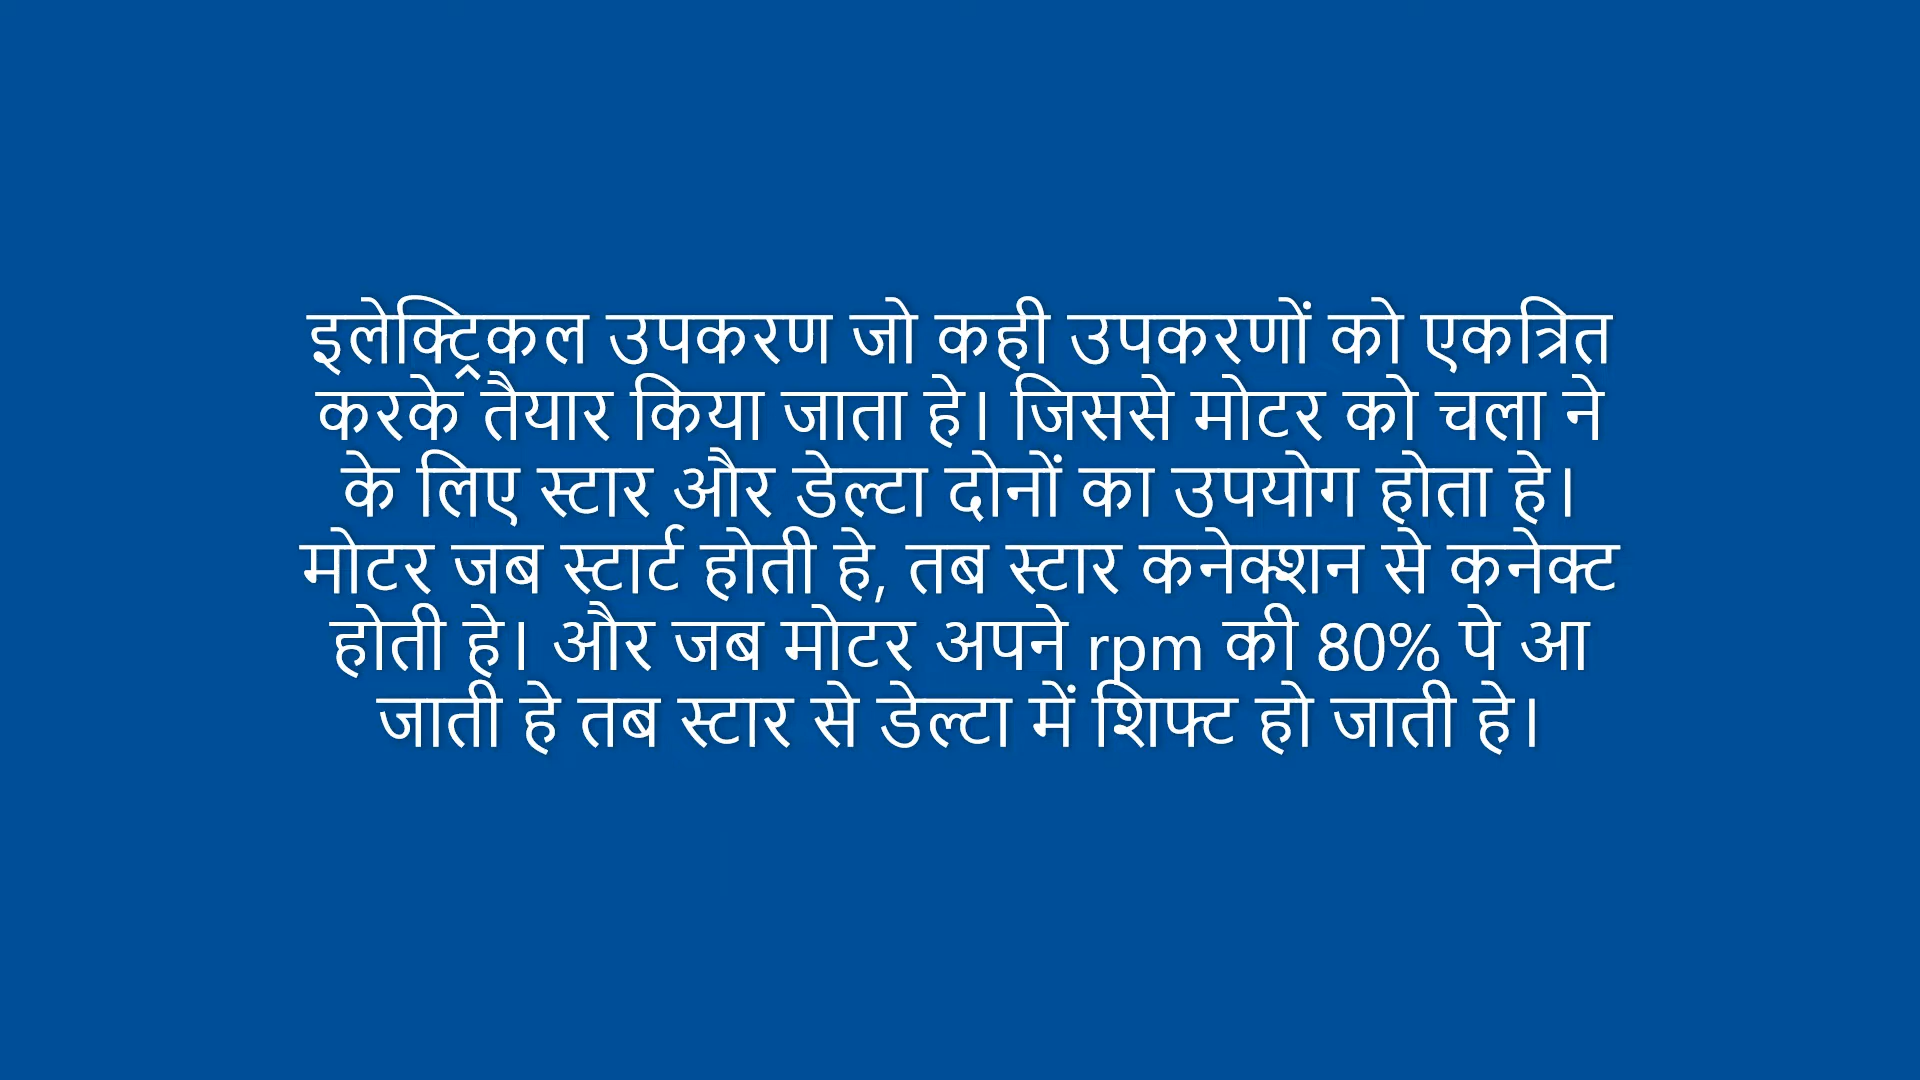 इलेक्ट्रिकल उपकरण जो कही उपकरणों को एकत्रित
करके तैयार किया जाता हे। जिससे मोटर को चला ने
के लिए स्टार और डेल्टा दोनों का उपयोग होता हे।
मोटर जब स्टार्ट होती हे, तब स्टार कनेक्शन से कनेक्ट
होती हे। और जब मोटर अपने rpm की 80% पे आ
जाती हे तब स्टार से डेल्टा में शिफ्ट हो जाती हे।